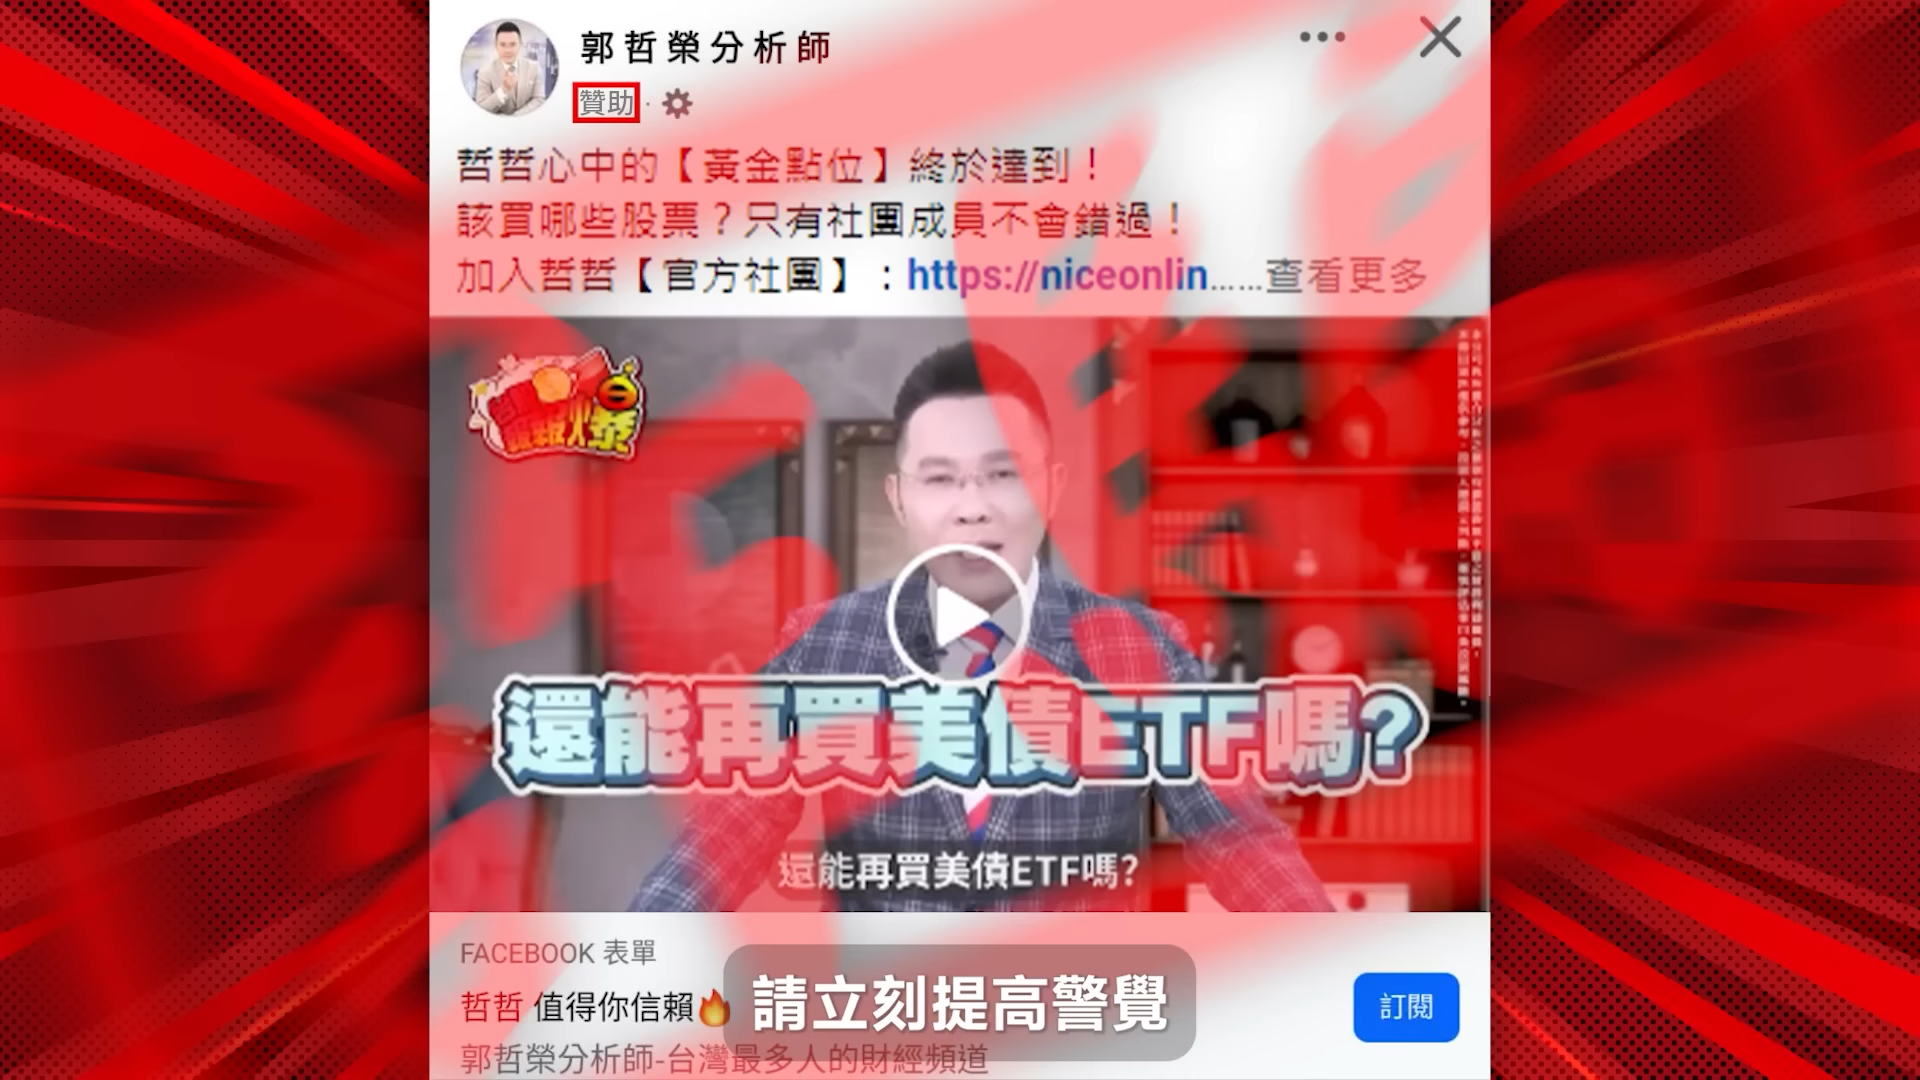 郭哲榮分析師
贊助 ·
哲哲心中的【黃金點位】終於達到！
該買哪些股票？只有社團成員不會錯過！
加入哲哲【官方社團】：https://niceonlin……查看更多
還能再買美債ETF嗎?
還能再買美債ETF嗎?
FACEBOOK 表單
哲哲 值得你信賴🔥
請立刻提高警覺
訂閱
郭哲榮分析師-台灣最多人的財經頻道